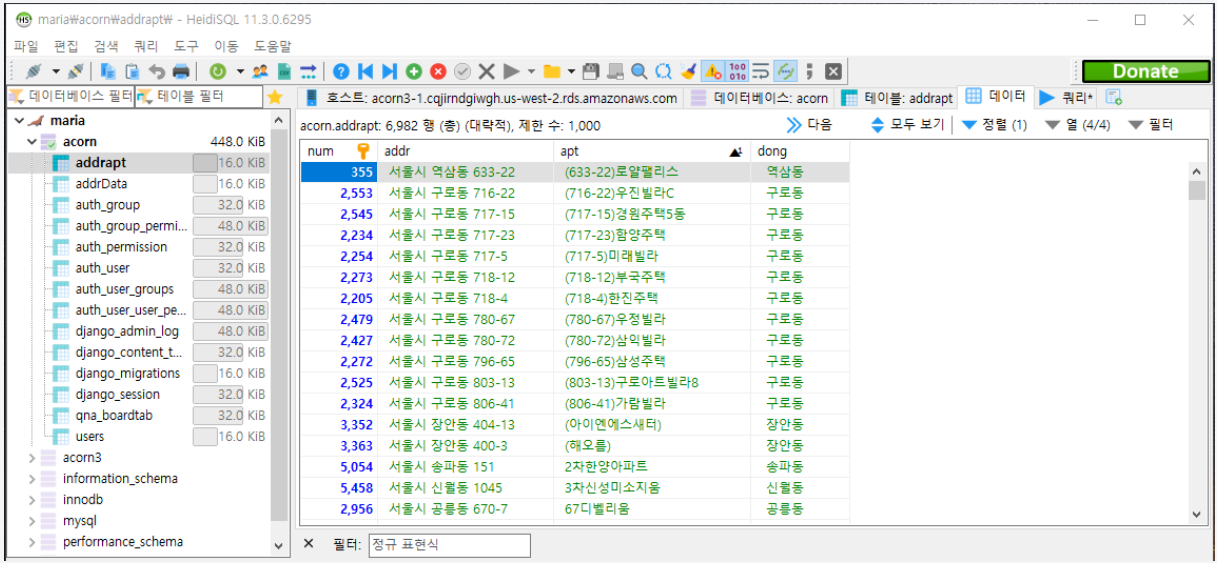 maria₩acorn₩addrapt₩ - HeidiSQL 11.3.0.6295
파일 편집 검색 쿼리 도구 이동 도움말
Donate
데이터베이스 필터 테이블 필터
호스트: acorn3-1.cqjirndgiwgh.us-west-2.rds.amazonaws.com 데이터베이스: acorn 테이블: addrapt 데이터 쿼리*
maria
acorn 448.0 KiB
addrapt 16.0 KiB
addrData 16.0 KiB
auth_group 32.0 KiB
auth_group_permi... 48.0 KiB
auth_permission 32.0 KiB
auth_user 32.0 KiB
auth_user_groups 48.0 KiB
auth_user_user_pe... 48.0 KiB
django_admin_log 48.0 KiB
django_content_t... 32.0 KiB
django_migrations 16.0 KiB
django_session 32.0 KiB
qna_boardtab 32.0 KiB
users 16.0 KiB
acorn3
information_schema
innodb
mysql
performance_schema
acorn.addrapt: 6,982 행 (총) (대략적), 제한 수: 1,000 다음 모두 보기 정렬 (1) 열 (4/4) 필터
num addr apt dong
355 서울시 역삼동 633-22 (633-22)로얄팰리스 역삼동
2,553 서울시 구로동 716-22 (716-22)우진빌라C 구로동
2,545 서울시 구로동 717-15 (717-15)경원주택5동 구로동
2,234 서울시 구로동 717-23 (717-23)함양주택 구로동
2,254 서울시 구로동 717-5 (717-5)미래빌라 구로동
2,273 서울시 구로동 718-12 (718-12)부국주택 구로동
2,205 서울시 구로동 718-4 (718-4)한진주택 구로동
2,479 서울시 구로동 780-67 (780-67)우정빌라 구로동
2,427 서울시 구로동 780-72 (780-72)삼익빌라 구로동
2,272 서울시 구로동 796-65 (796-65)삼성주택 구로동
2,525 서울시 구로동 803-13 (803-13)구로아트빌라8 구로동
2,324 서울시 구로동 806-41 (806-41)가람빌라 구로동
3,352 서울시 장안동 404-13 (아이엔에스새터) 장안동
3,363 서울시 장안동 400-3 (해오름) 장안동
5,054 서울시 송파동 151 2차한양아파트 송파동
5,458 서울시 신월동 1045 3차신성미소지움 신월동
2,956 서울시 공릉동 670-7 67디벨리움 공릉동
필터: 정규 표현식